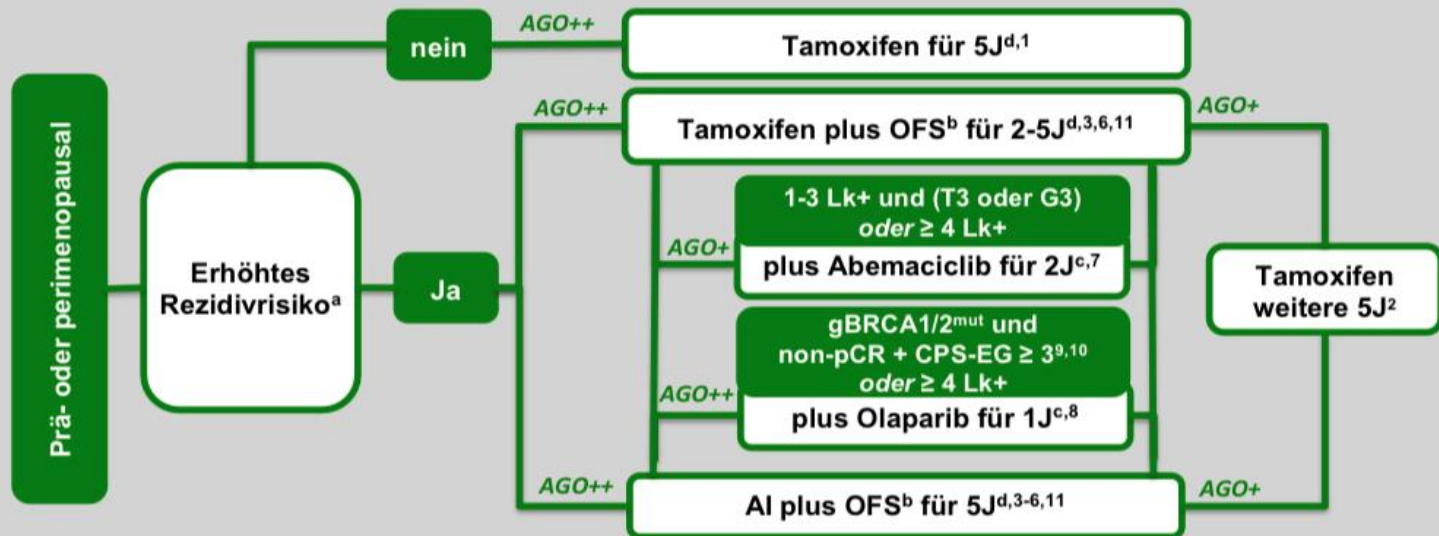 Prä- oder perimenopausal
Erhöhtes
Rezidivrisikoᵃ
nein
AGO++
Tamoxifen für 5Jᵈ,¹
Ja
AGO++
Tamoxifen plus OFSᵇ für 2-5Jᵈ,³,⁶,¹¹
AGO+
1-3 Lk+ und (T3 oder G3)
oder ≥ 4 Lk+
AGO+
plus Abemaciclib für 2Jᶜ,⁷
gBRCA1/2ᵐᵘᵗ und
non-pCR + CPS-EG ≥ 3⁹,¹⁰
oder ≥ 4 Lk+
AGO++
plus Olaparib für 1Jᶜ,⁸
AGO++
AI plus OFSᵇ für 5Jᵈ,³⁻⁶,¹¹
AGO+
Tamoxifen
weitere 5J²